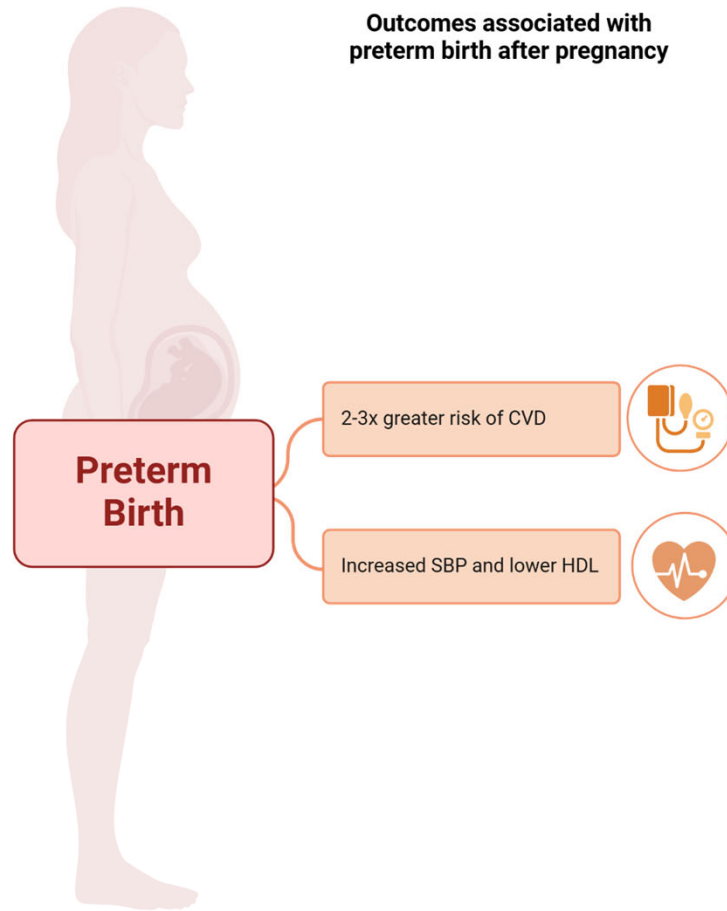 Outcomes associated with
preterm birth after pregnancy
2-3x greater risk of CVD
Preterm
Birth
Increased SBP and lower HDL